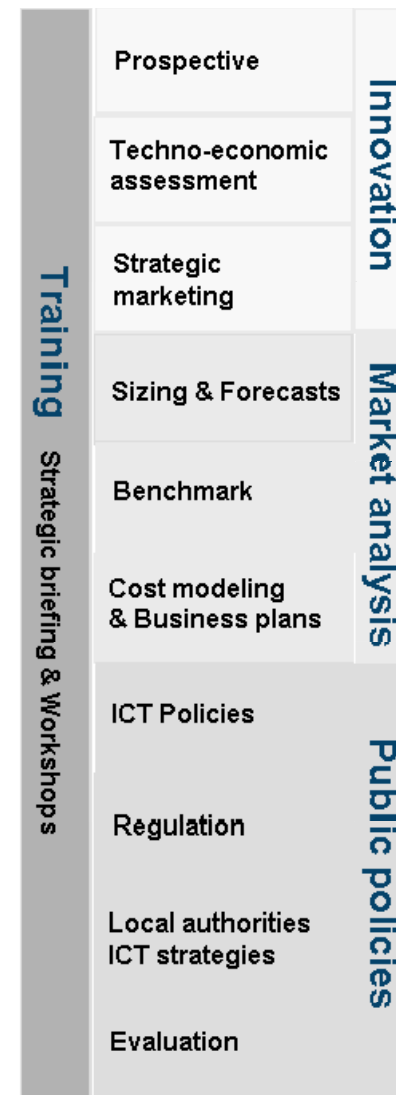 Training Strategic briefing & Workshops
Prospective
Techno-economic
assessment
Strategic
marketing
Innovation
Sizing & Forecasts
Benchmark
Cost modeling
& Business plans
Market analysis
ICT Policies
Regulation
Local authorities
ICT strategies
Evaluation
Public policies